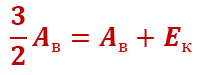 3/2 Aв = Aв + Eк